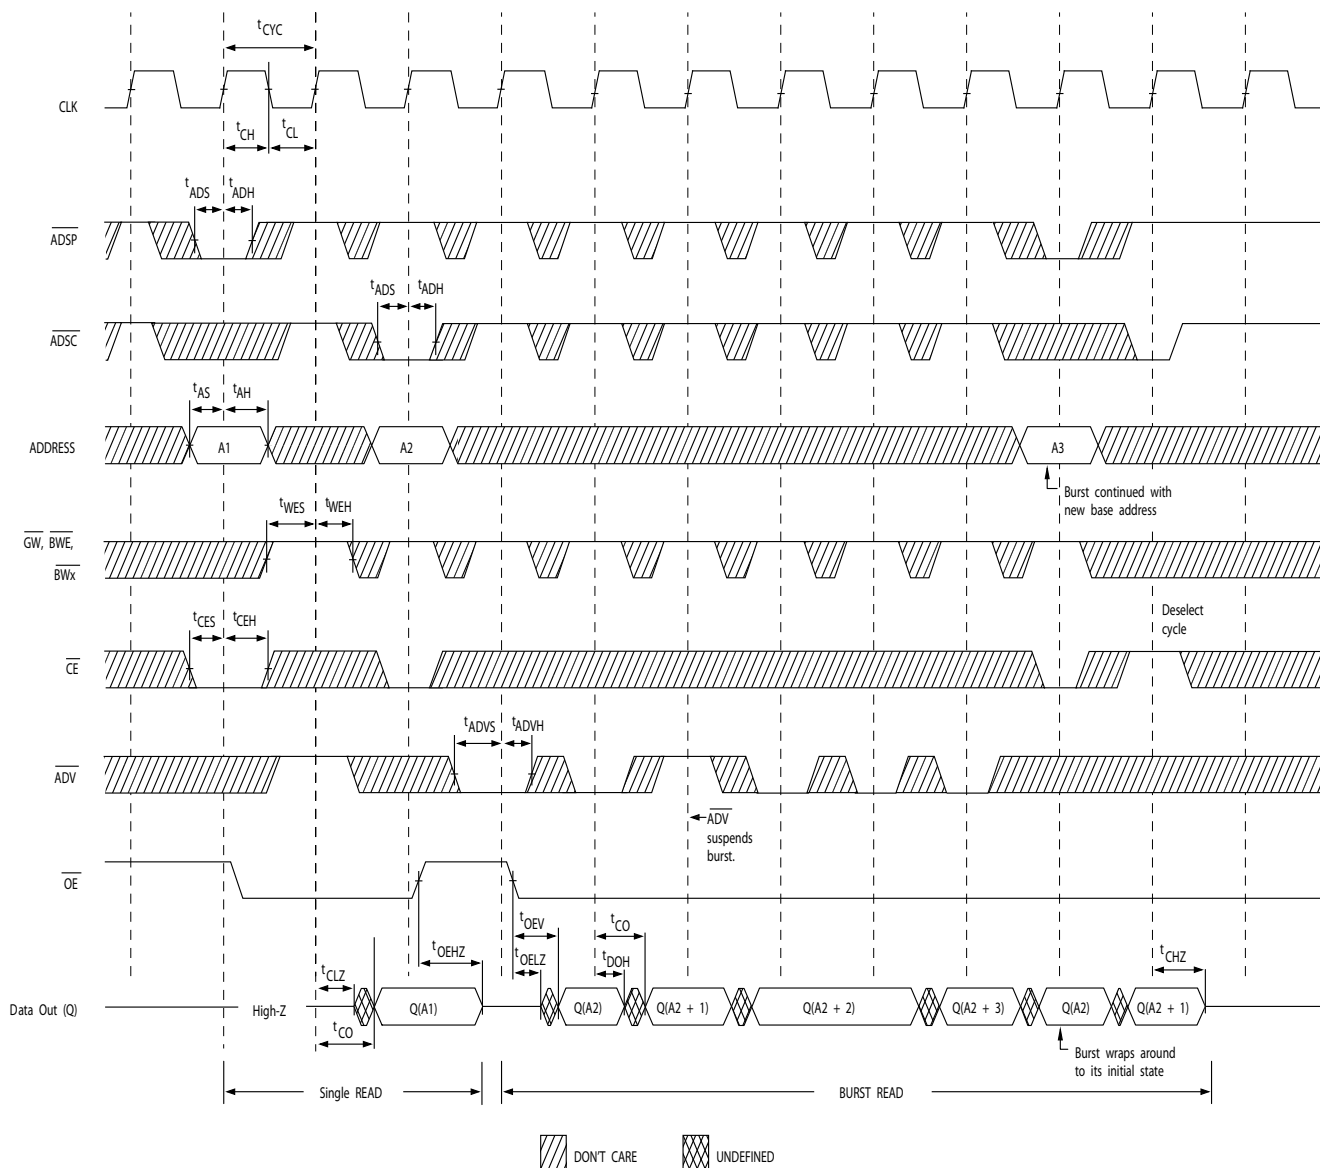 tCYC
CLK
tCH
tCL
tADS
tADH
ADSP
tADS
tADH
ADSC
tAS
tAH
ADDRESS
A1
A2
A3
Burst continued with
new base address
tWES
tWEH
GW, BWE,
BWx
tCES
tCEH
Deselect
cycle
CE
tADVS
tADVH
ADV
ADV
suspends
burst.
OE
tOEV
tCO
tOEHZ
tOELZ
tDOH
tCHZ
tCLZ
Data Out (Q)
High-Z
Q(A1)
Q(A2)
Q(A2 + 1)
Q(A2 + 2)
Q(A2 + 3)
Q(A2)
Q(A2 + 1)
tCO
Burst wraps around
to its initial state
Single READ
BURST READ
DON'T CARE
UNDEFINED